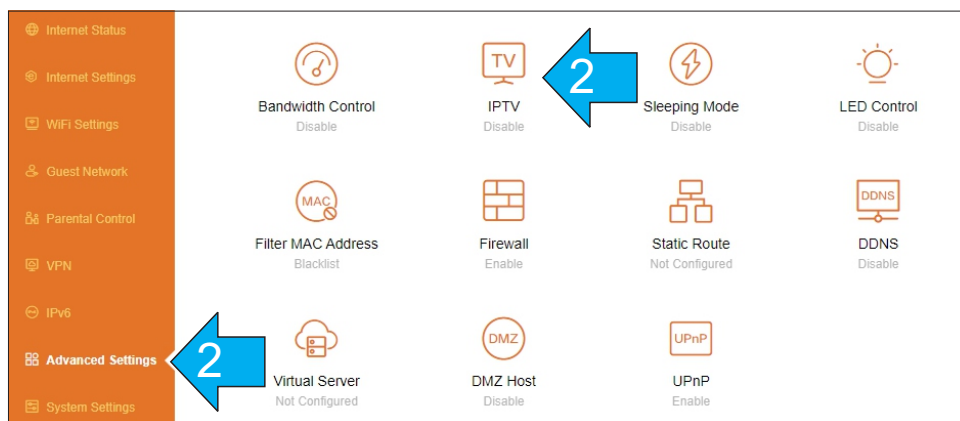 Internet Status
Internet Settings
WiFi Settings
Guest Network
Parental Control
VPN
IPv6
Advanced Settings
System Settings
2
TV
2
Bandwidth Control
IPTV
Sleeping Mode
LED Control
Disable
Disable
Disable
Disable
MAC
DDNS
Filter MAC Address
Firewall
Static Route
DDNS
Blacklist
Enable
Not Configured
Disable
DMZ
UPnP
Virtual Server
DMZ Host
UPnP
Not Configured
Disable
Enable